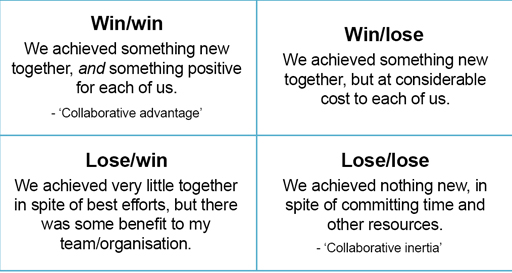 Win/win
We achieved something new
together, and something positive
for each of us.
- ‘Collaborative advantage’
Win/lose
We achieved something new
together, but at considerable
cost to each of us.
Lose/win
We achieved very little together
in spite of best efforts, but there
was some benefit to my
team/organisation.
Lose/lose
We achieved nothing new, in
spite of committing time and
other resources.
- ‘Collaborative inertia’